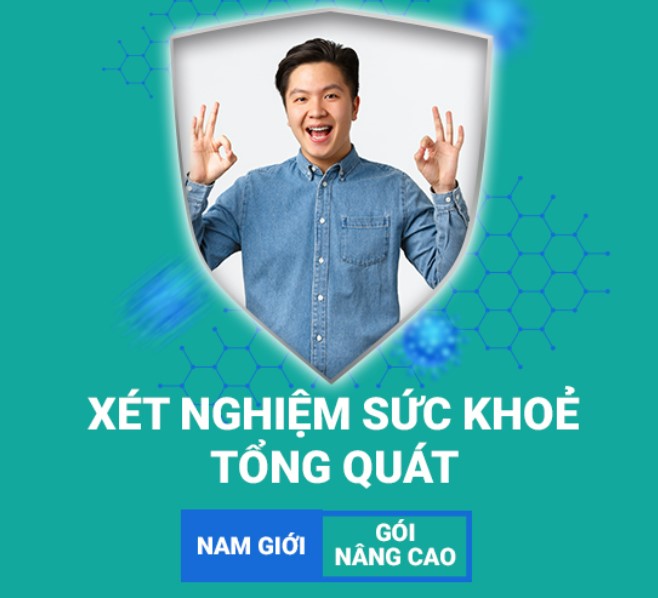 XÉT NGHIỆM SỨC KHOẺ
TỔNG QUÁT
NAM GIỚI
GÓI
NÂNG CAO